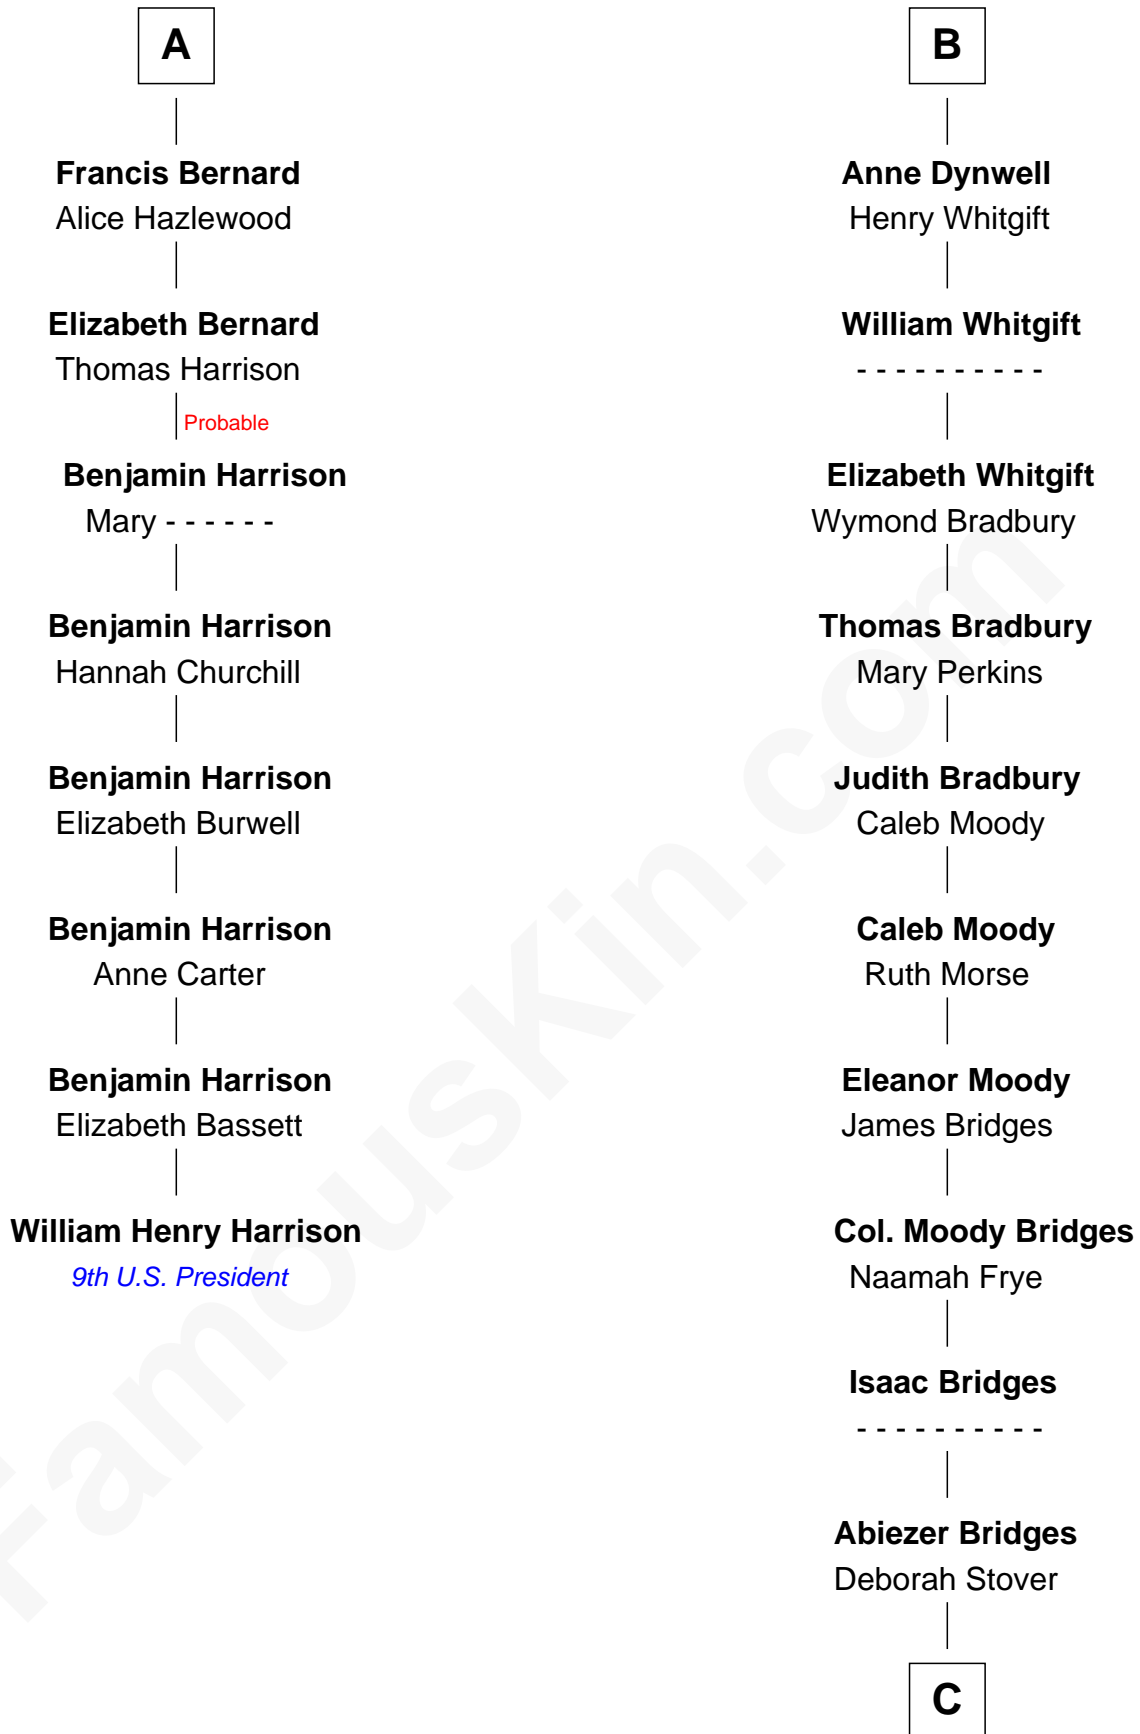 A
Francis Bernard
Alice Hazlewood
Elizabeth Bernard
Thomas Harrison
Probable
Benjamin Harrison
Mary - - - - - -
Benjamin Harrison
Hannah Churchill
Benjamin Harrison
Elizabeth Burwell
Benjamin Harrison
Anne Carter
Benjamin Harrison
Elizabeth Bassett
William Henry Harrison
9th U.S. President
B
Anne Dynwell
Henry Whitgift
William Whitgift
- - - - - - - - - -
Elizabeth Whitgift
Wymond Bradbury
Thomas Bradbury
Mary Perkins
Judith Bradbury
Caleb Moody
Caleb Moody
Ruth Morse
Eleanor Moody
James Bridges
Col. Moody Bridges
Naamah Frye
Isaac Bridges
- - - - - - - - - -
Abiezer Bridges
Deborah Stover
C
FamousKin.com